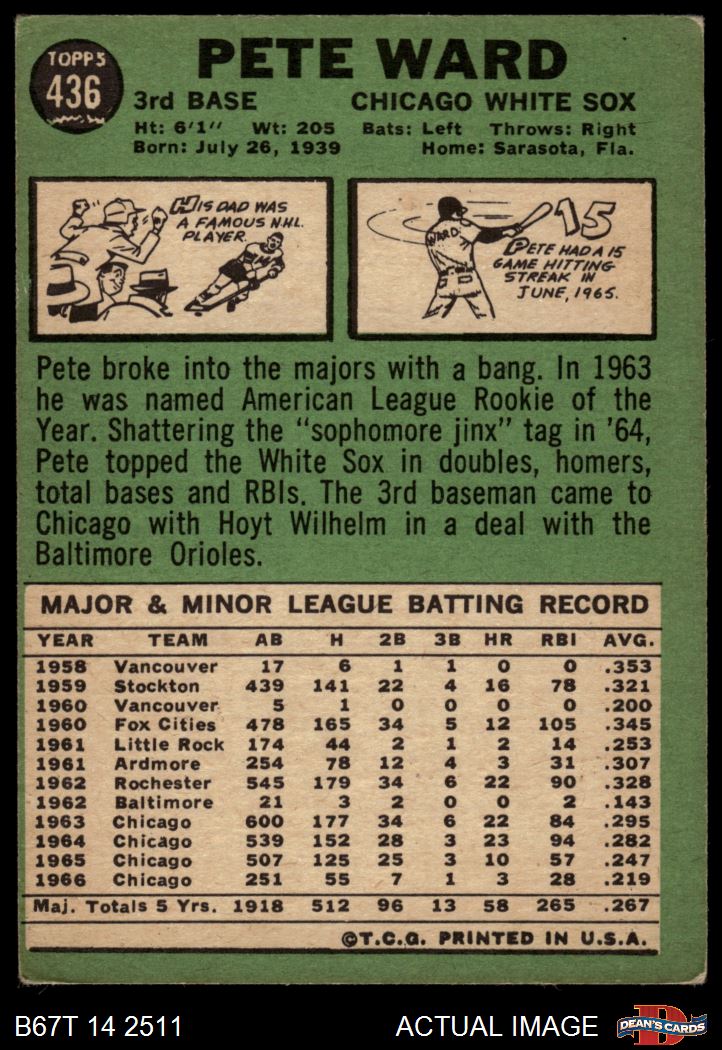 TOPPS
436
PETE WARD
3rd BASE CHICAGO WHITE SOX
Ht: 6'1" Wt: 205 Bats: Left Throws: Right
Born: July 26, 1939 Home: Sarasota, Fla.
HIS DAD WAS
A FAMOUS N.H.L.
PLAYER.
15
WARD
PETE HAD A 15
GAME HITTING
STREAK IN
JUNE, 1965.
Pete broke into the majors with a bang. In 1963
he was named American League Rookie of the
Year. Shattering the "sophomore jinx" tag in '64,
Pete topped the White Sox in doubles, homers,
total bases and RBIs. The 3rd baseman came to
Chicago with Hoyt Wilhelm in a deal with the
Baltimore Orioles.
MAJOR & MINOR LEAGUE BATTING RECORD
YEAR TEAM AB H 2B 3B HR RBI AVG.
1958 Vancouver 17 6 1 1 0 0 .353
1959 Stockton 439 141 22 4 16 78 .321
1960 Vancouver 5 1 0 0 0 0 .200
1960 Fox Cities 478 165 34 5 12 105 .345
1961 Little Rock 174 44 2 1 2 14 .253
1961 Ardmore 254 78 12 4 3 31 .307
1962 Rochester 545 179 34 6 22 90 .328
1962 Baltimore 21 3 2 0 0 2 .143
1963 Chicago 600 177 34 6 22 84 .295
1964 Chicago 539 152 28 3 23 94 .282
1965 Chicago 507 125 25 3 10 57 .247
1966 Chicago 251 55 7 1 3 28 .219
Maj. Totals 5 Yrs. 1918 512 96 13 58 265 .267
©T.C.G. PRINTED IN U.S.A.
B67T 14 2511 ACTUAL IMAGE
D
DEAN'S CARDS